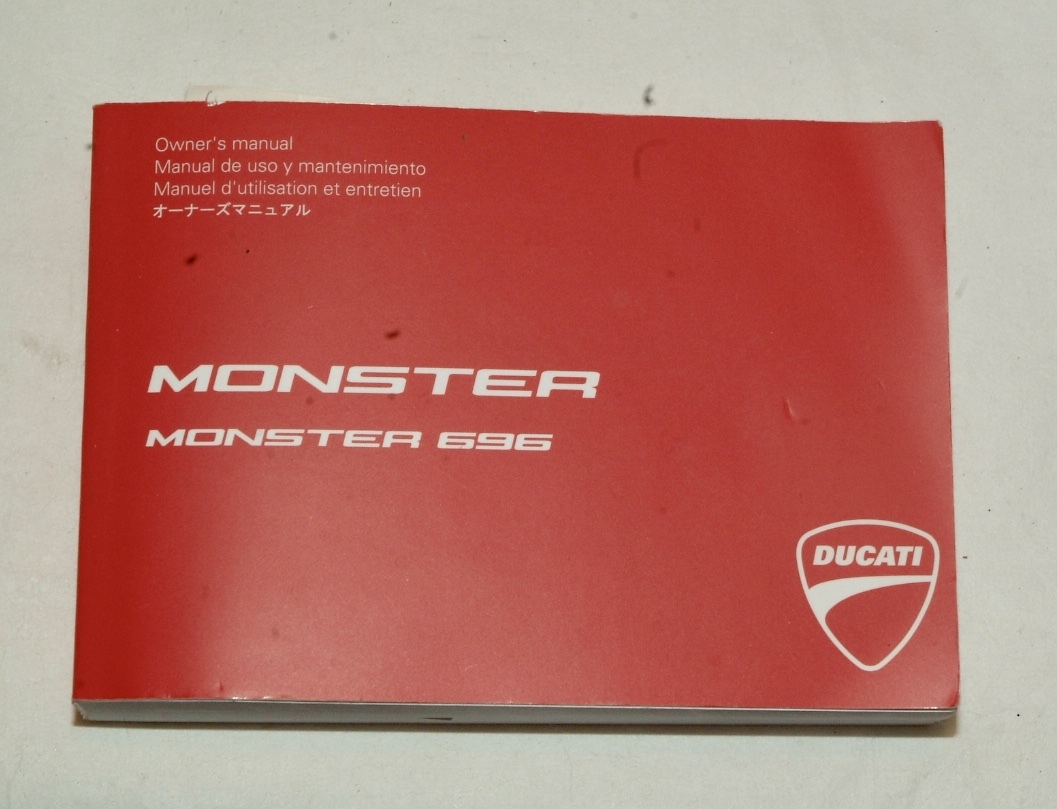 Owner's manual
Manual de uso y mantenimiento
Manuel d'utilisation et entretien
オーナーズマニュアル
MONSTER
MONSTER 696
DUCATI